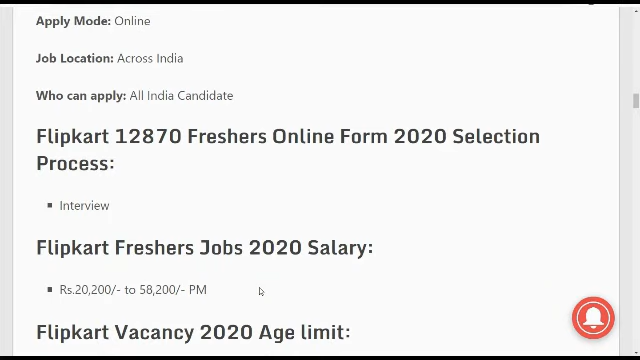 Apply Mode: Online
Job Location: Across India
Who can apply: All India Candidate
Flipkart 12870 Freshers Online Form 2020 Selection
Process:
Interview
Flipkart Freshers Jobs 2020 Salary:
Rs.20,200/- to 58,200/- PM
Flipkart Vacancy 2020 Age limit: